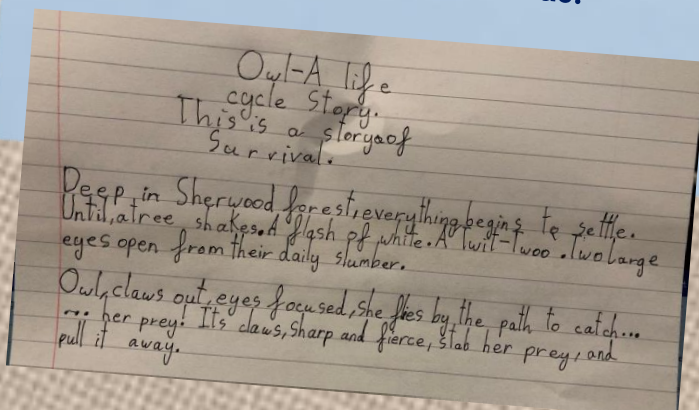 Owl-A life
cycle Story.
This is a story of
Survival.
Deep in Sherwood forest, everything begins to settle.
Until, a tree shakes. A flash of white. A Twit-Twoo. Two large
eyes open from their daily slumber.
Owl, claws out, eyes focused, she flies by the path to catch...
... her prey! Its claws, sharp and fierce, stab her prey, and
pull it away.